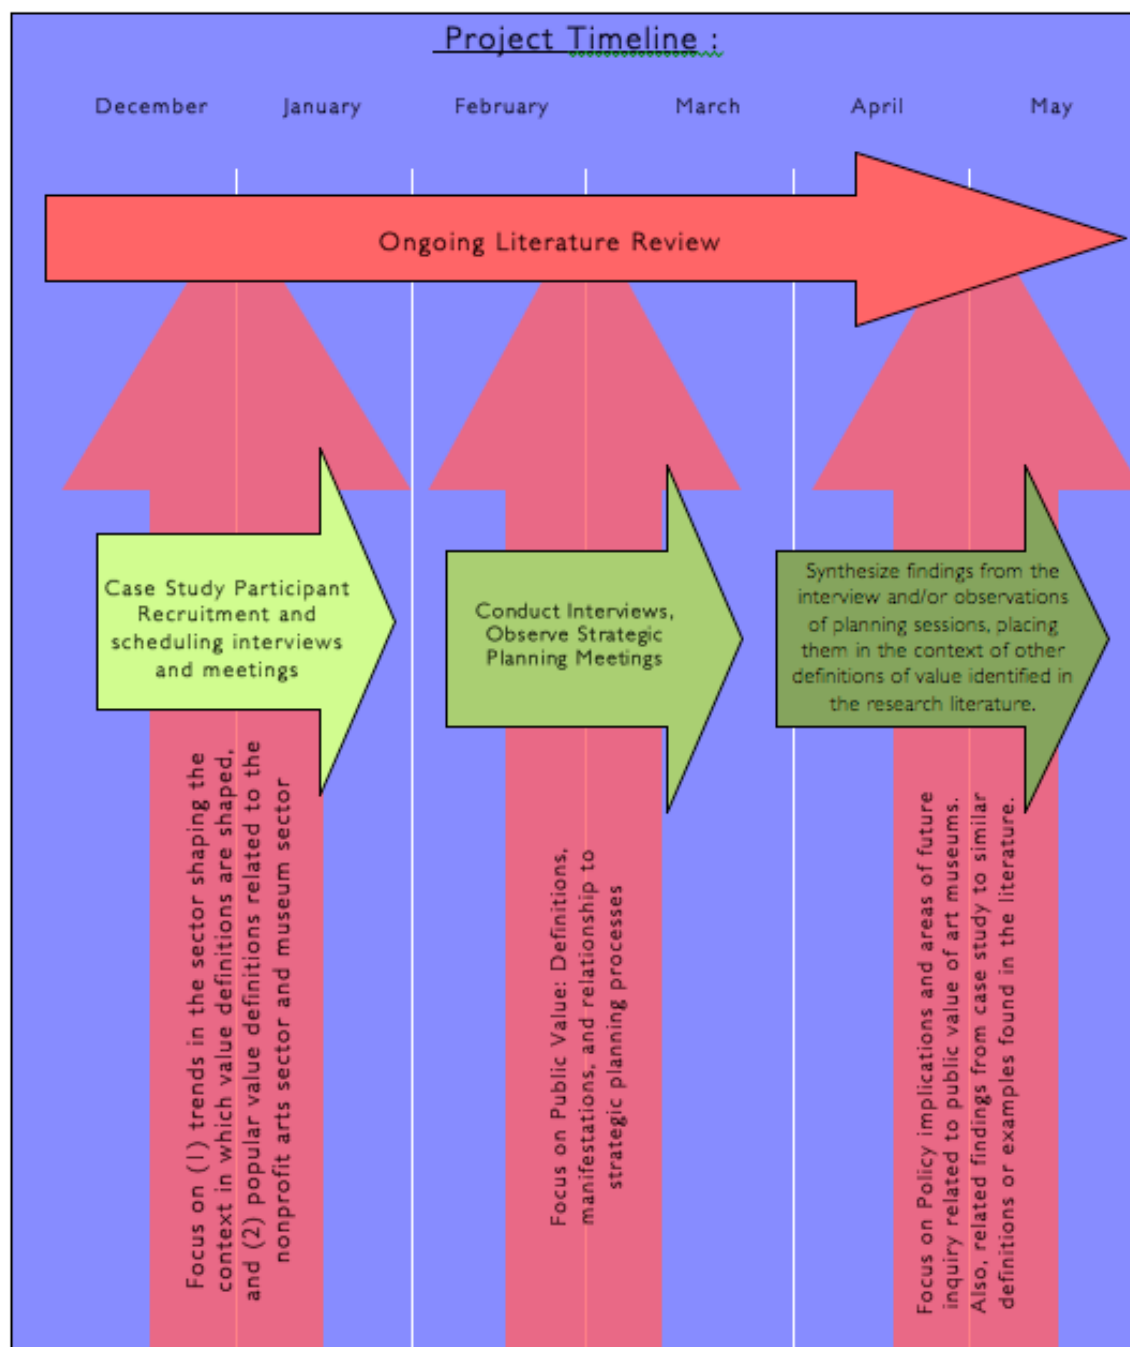 Project Timeline :
December January February March April May
Ongoing Literature Review
Case Study Participant
Recruitment and
scheduling interviews
and meetings
Conduct Interviews,
Observe Strategic
Planning Meetings
Synthesize findings from the
interview and/or observations
of planning sessions, placing
them in the context of other
definitions of value identified in
the research literature.
Focus on (1) trends in the sector shaping the
context in which value definitions are shaped,
and (2) popular value definitions related to the
nonprofit arts sector and museum sector
Focus on Public Value: Definitions,
manifestations, and relationship to
strategic planning processes
Focus on Policy implications and areas of future
inquiry related to public value of art museums.
Also, related findings from case study to similar
definitions or examples found in the literature.